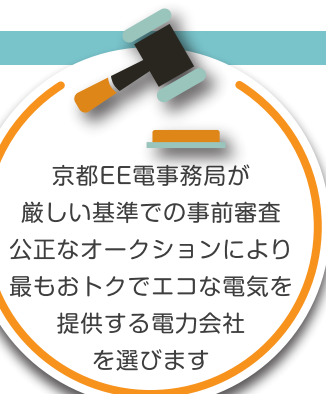 京都EE電事務局が
厳しい基準での事前審査
公正なオークションにより
最もおトクでエコな電気を
提供する電力会社
を選びます